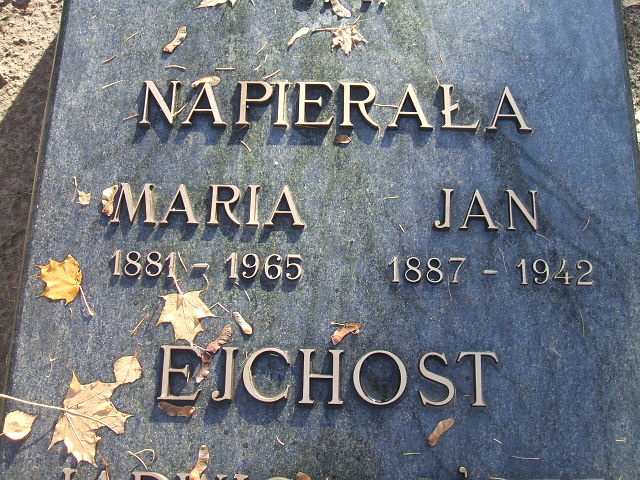 NAPIERAŁA
MARIA JAN
1881 - 1965 1887 - 1942
EJCHOST